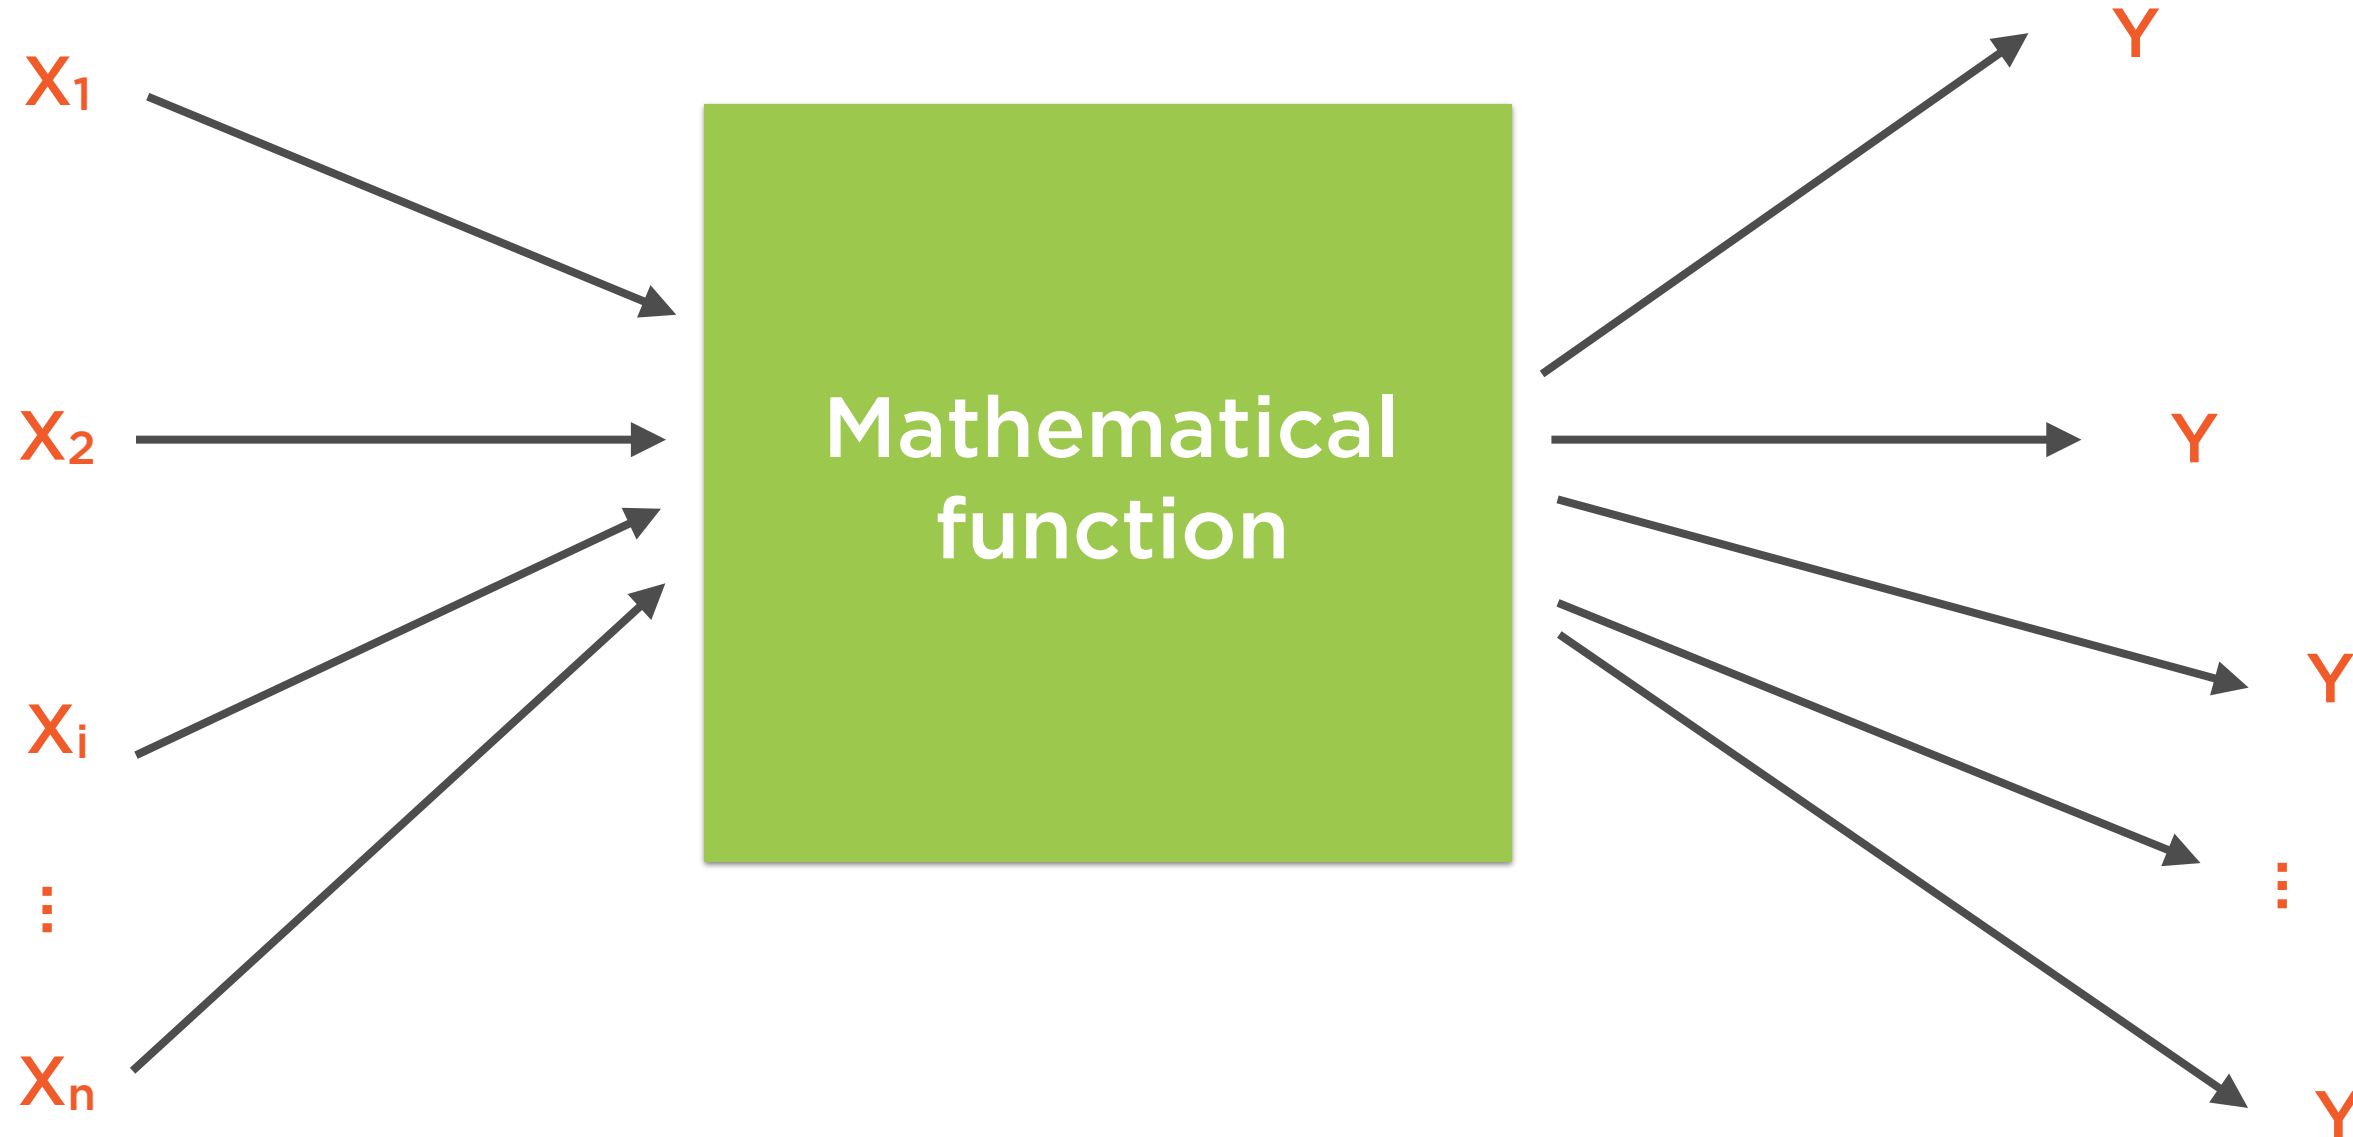 X₁
Y
X₂
Mathematical
function
Y
Xᵢ
Y
⋮
⋮
Xₙ
Y